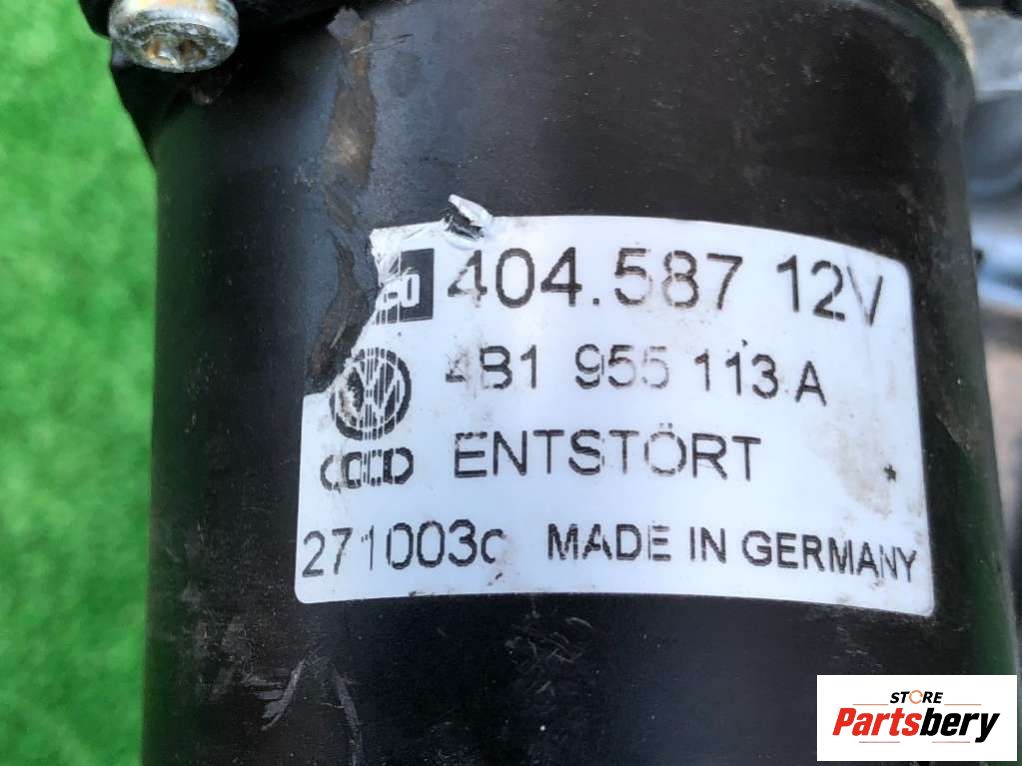 404.587 12V
4B1 955 113 A
ENTSTÖRT
271003c MADE IN GERMANY
STORE
Partsbery